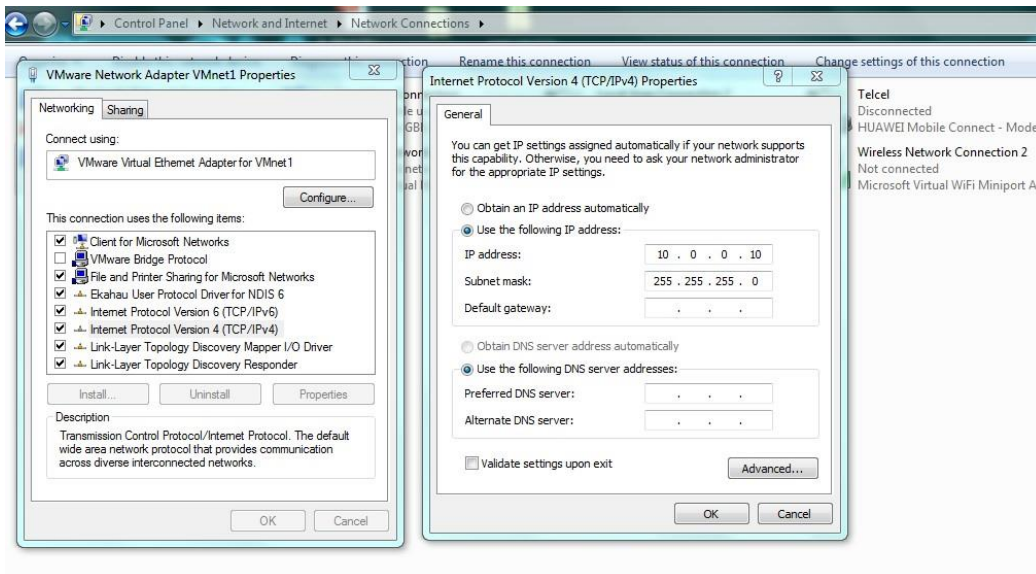 Control Panel ▸ Network and Internet ▸ Network Connections ▸
Rename this connection View status of this connection Change settings of this connection
VMware Network Adapter VMnet1 Properties
Networking Sharing
Connect using:
VMware Virtual Ethernet Adapter for VMnet1
Configure...
This connection uses the following items:
Client for Microsoft Networks
VMware Bridge Protocol
File and Printer Sharing for Microsoft Networks
Ekahau User Protocol Driver for NDIS 6
Internet Protocol Version 6 (TCP/IPv6)
Internet Protocol Version 4 (TCP/IPv4)
Link-Layer Topology Discovery Mapper I/O Driver
Link-Layer Topology Discovery Responder
Install... Uninstall Properties
Description
Transmission Control Protocol/Internet Protocol. The default
wide area network protocol that provides communication
across diverse interconnected networks.
OK Cancel
Internet Protocol Version 4 (TCP/IPv4) Properties
General
You can get IP settings assigned automatically if your network supports
this capability. Otherwise, you need to ask your network administrator
for the appropriate IP settings.
Obtain an IP address automatically
Use the following IP address:
IP address: 10 . 0 . 0 . 10
Subnet mask: 255 . 255 . 255 . 0
Default gateway: . . .
Obtain DNS server address automatically
Use the following DNS server addresses:
Preferred DNS server: . . .
Alternate DNS server: . . .
Validate settings upon exit
Advanced...
OK Cancel
Telcel
Disconnected
HUAWEI Mobile Connect - Mode
Wireless Network Connection 2
Not connected
Microsoft Virtual WiFi Miniport A